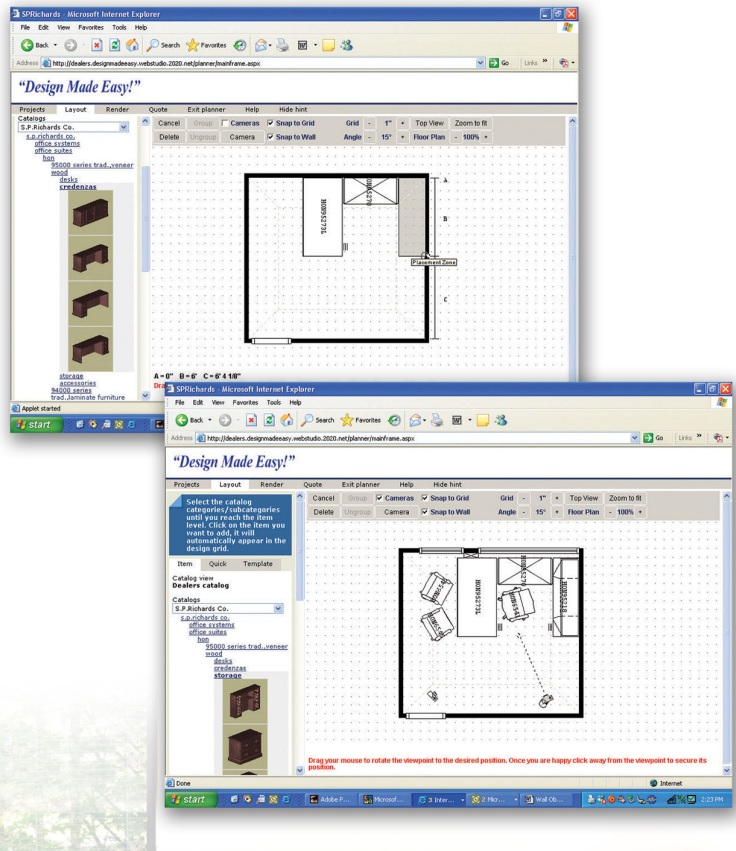 SPRichards - Microsoft Internet Explorer
File Edit View Favorites Tools Help
Back Search Favorites
Address http://dealers.designmadeeasy.webstudio.2020.net/planner/mainframe.aspx Go Links »
“Design Made Easy!”
Projects Layout Render Quote Exit planner Help Hide hint
Catalogs
S.P.Richards Co.
s.p.richards co.
office systems
office suites
hon
95000 series trad.,veneer
wood
desks
credenzas
storage
accessories
94000 series
trad.,laminate furniture
Cancel Group Cameras Snap to Grid Grid - 1" + Top View Zoom to fit
Delete Ungroup Camera Snap to Wall Angle - 15° + Floor Plan - 100% +
HON95273L
HON95270
A
B
Placement Zone
C
A = 0" B = 6' C = 6' 4 1/8"
Applet started
start
SPRichards - Microsoft Internet Explorer
File Edit View Favorites Tools Help
Back Search Favorites
Address http://dealers.designmadeeasy.webstudio.2020.net/planner/mainframe.aspx Go Links »
“Design Made Easy!”
Projects Layout Render Quote Exit planner Help Hide hint
Select the catalog
categories/subcategories
until you reach the item
level. Click on the item you
want to add, it will
automatically appear in the
design grid.
Item Quick Template
Catalog view
Dealers catalog
Catalogs
S.P.Richards Co.
s.p.richards co.
office systems
office suites
hon
95000 series trad.,veneer
wood
desks
credenzas
storage
Cancel Group Cameras Snap to Grid Grid - 1" + Top View Zoom to fit
Delete Ungroup Camera Snap to Wall Angle - 15° + Floor Plan - 100% +
HON95273L
HON95270
HON95218
Drag your mouse to rotate the viewpoint to the desired position. Once you are happy click away from the viewpoint to secure its
position.
Done Internet
start Adobe P... Microsof... 3 Inter... 2 Micr... Wall Ob... 2:23 PM